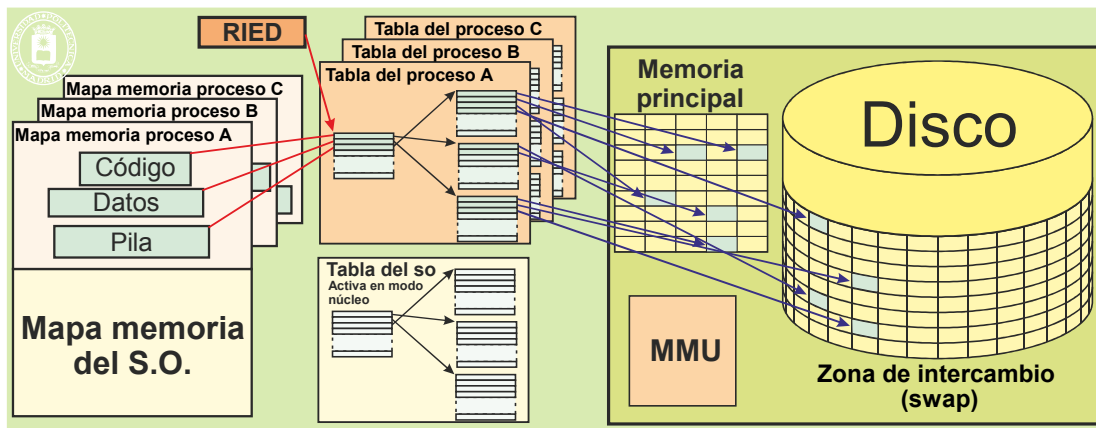 RIED
Tabla del proceso C
Tabla del proceso B
Tabla del proceso A
Mapa memoria proceso C
Mapa memoria proceso B
Mapa memoria proceso A
Código
Datos
Pila
Mapa memoria
del S.O.
Tabla del so
Activa en modo
núcleo
Memoria
principal
MMU
Disco
Zona de intercambio
(swap)